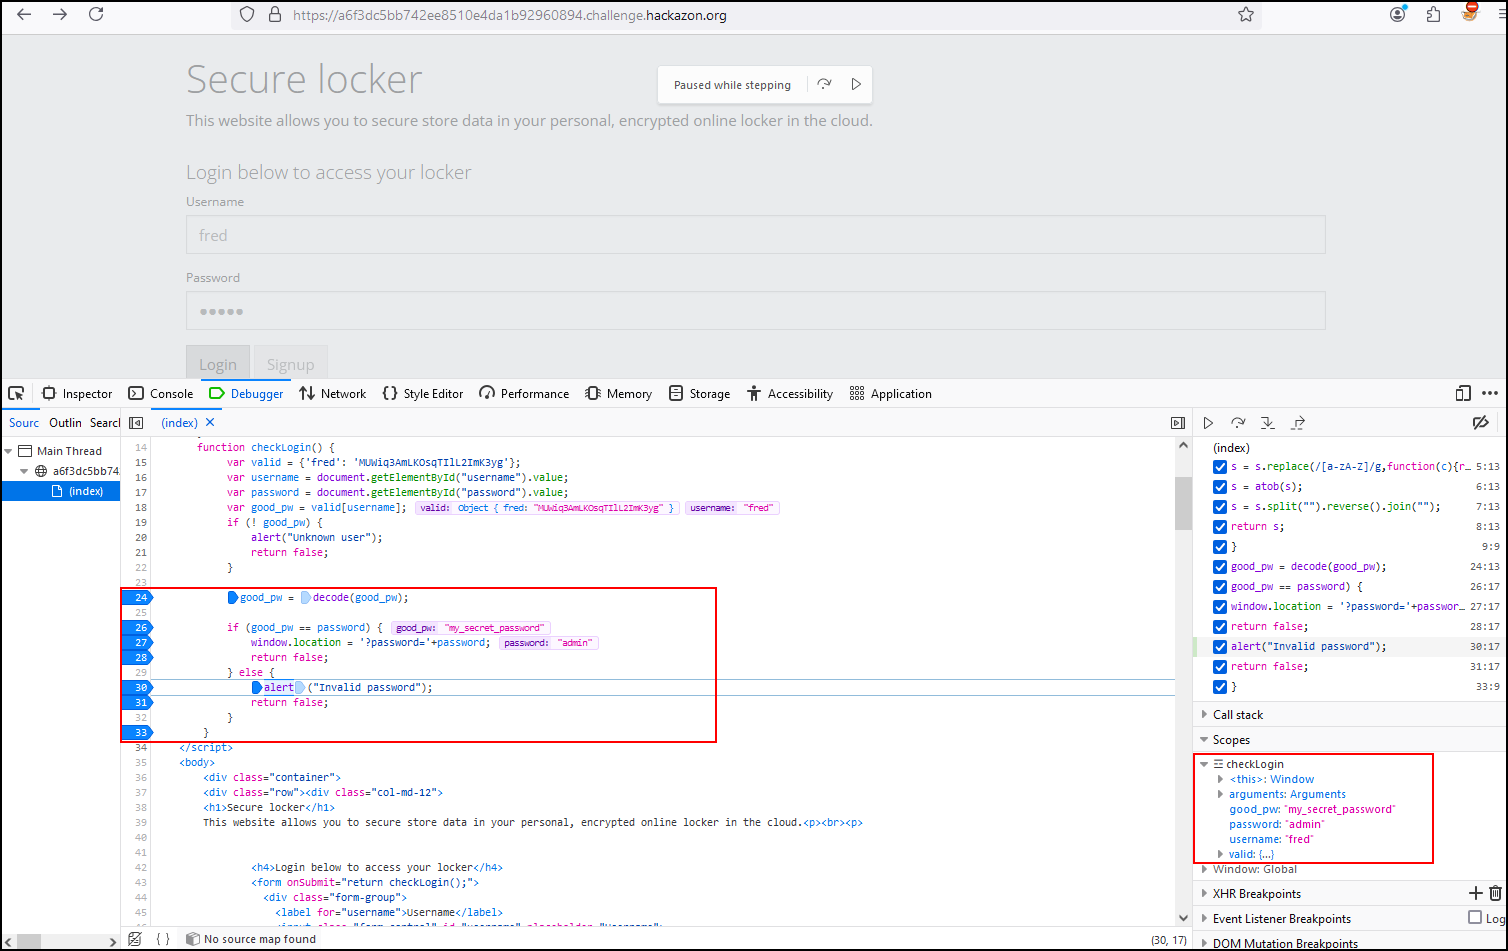 https://a6f3dc5bb742ee8510e4da1b92960894.challenge.hackazon.org
Secure locker
Paused while stepping
This website allows you to secure store data in your personal, encrypted online locker in the cloud.
Login below to access your locker
Username
fred
Password
●●●●●
Login Signup
Inspector Console Debugger Network Style Editor Performance Memory Storage Accessibility Application
Sourc Outlin Search
Main Thread
a6f3dc5bb742
(index)
(index)
14 function checkLogin() {
15 var valid = {'fred': 'MUWiq3AmLKOsqTIlL2ImK3yg'};
16 var username = document.getElementById("username").value;
17 var password = document.getElementById("password").value;
18 var good_pw = valid[username]; valid: Object { fred: "MUWiq3AmLKOsqTIlL2ImK3yg" } username: "fred"
19 if (! good_pw) {
20 alert("Unknown user");
21 return false;
22 }
23
24 good_pw = decode(good_pw);
25
26 if (good_pw == password) { good_pw: "my_secret_password"
27 window.location = '?password='+password; password: "admin"
28 return false;
29 } else {
30 alert("Invalid password");
31 return false;
32 }
33 }
34 </script>
35 <body>
36 <div class="container">
37 <div class="row"><div class="col-md-12">
38 <h1>Secure locker</h1>
39 This website allows you to secure store data in your personal, encrypted online locker in the cloud.<p><br><p>
40
41
42 <h4>Login below to access your locker</h4>
43 <form onSubmit="return checkLogin();">
44 <div class="form-group">
45 <label for="username">Username</label>
46 <input class="form-control" id="username" placeholder="Username">
{ } No source map found (30, 17)
(index)
s = s.replace(/[a-zA-Z]/g,function(c){r… 5:13
s = atob(s); 6:13
s = s.split("").reverse().join(""); 7:13
return s; 8:13
} 9:9
good_pw = decode(good_pw); 24:13
good_pw == password) { 26:17
window.location = '?password='+passwor… 27:17
return false; 28:17
alert("Invalid password"); 30:17
return false; 31:17
} 33:9
Call stack
Scopes
checkLogin
<this>: Window
arguments: Arguments
good_pw: "my_secret_password"
password: "admin"
username: "fred"
valid: {…}
Window: Global
XHR Breakpoints
Event Listener Breakpoints Log
DOM Mutation Breakpoints